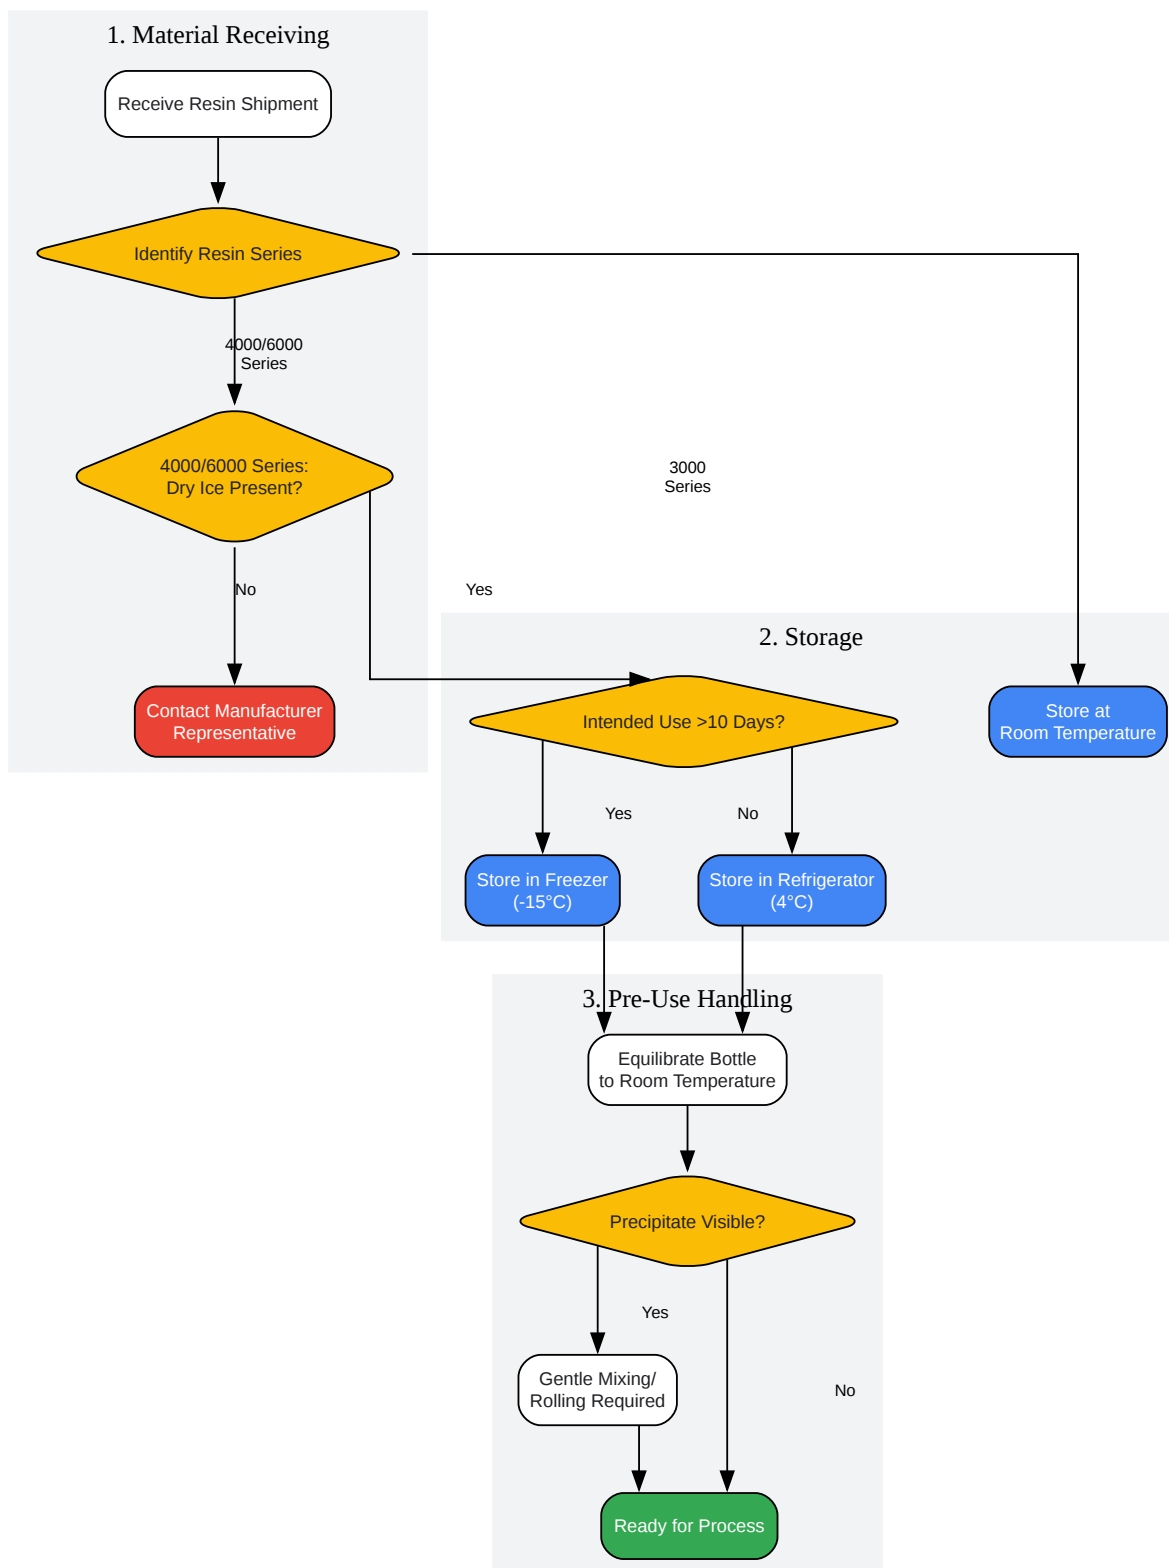 1. Material Receiving
Receive Resin Shipment
Identify Resin Series
4000/6000
Series
4000/6000 Series:
Dry Ice Present?
3000
Series
No
Yes
Contact Manufacturer
Representative
2. Storage
Intended Use >10 Days?
Store at
Room Temperature
Yes
No
Store in Freezer
(-15°C)
Store in Refrigerator
(4°C)
3. Pre-Use Handling
Equilibrate Bottle
to Room Temperature
Precipitate Visible?
Yes
Gentle Mixing/
Rolling Required
No
Ready for Process